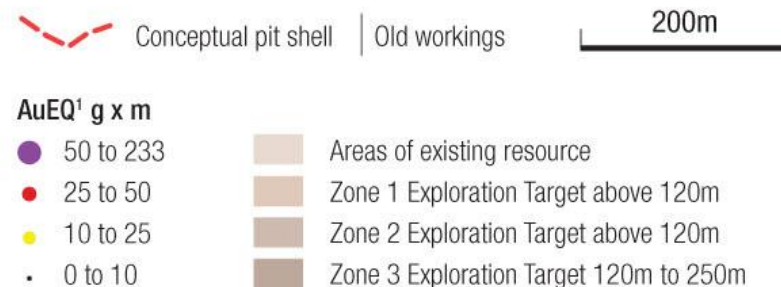 Conceptual pit shell Old workings 200m
AuEQ¹ g x m
50 to 233 Areas of existing resource
25 to 50 Zone 1 Exploration Target above 120m
10 to 25 Zone 2 Exploration Target above 120m
0 to 10 Zone 3 Exploration Target 120m to 250m